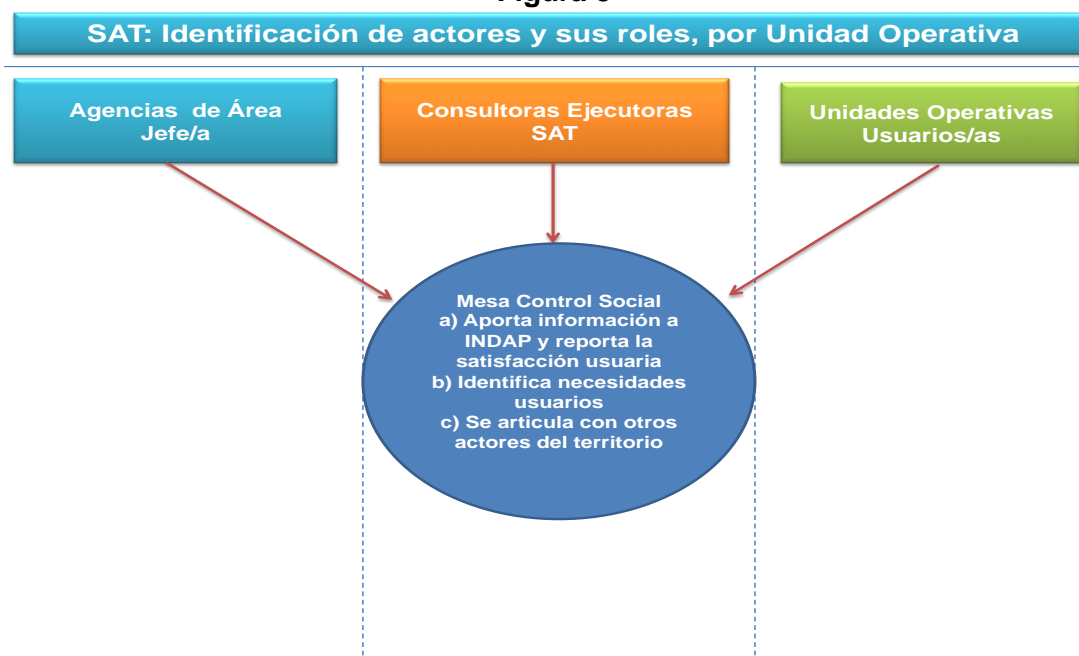 SAT: Identificación de actores y sus roles, por Unidad Operativa
Agencias de Área
Jefe/a
Consultoras Ejecutoras
SAT
Unidades Operativas
Usuarios/as
Mesa Control Social
a) Aporta información a
INDAP y reporta la
satisfacción usuaria
b) Identifica necesidades
usuarios
c) Se articula con otros
actores del territorio